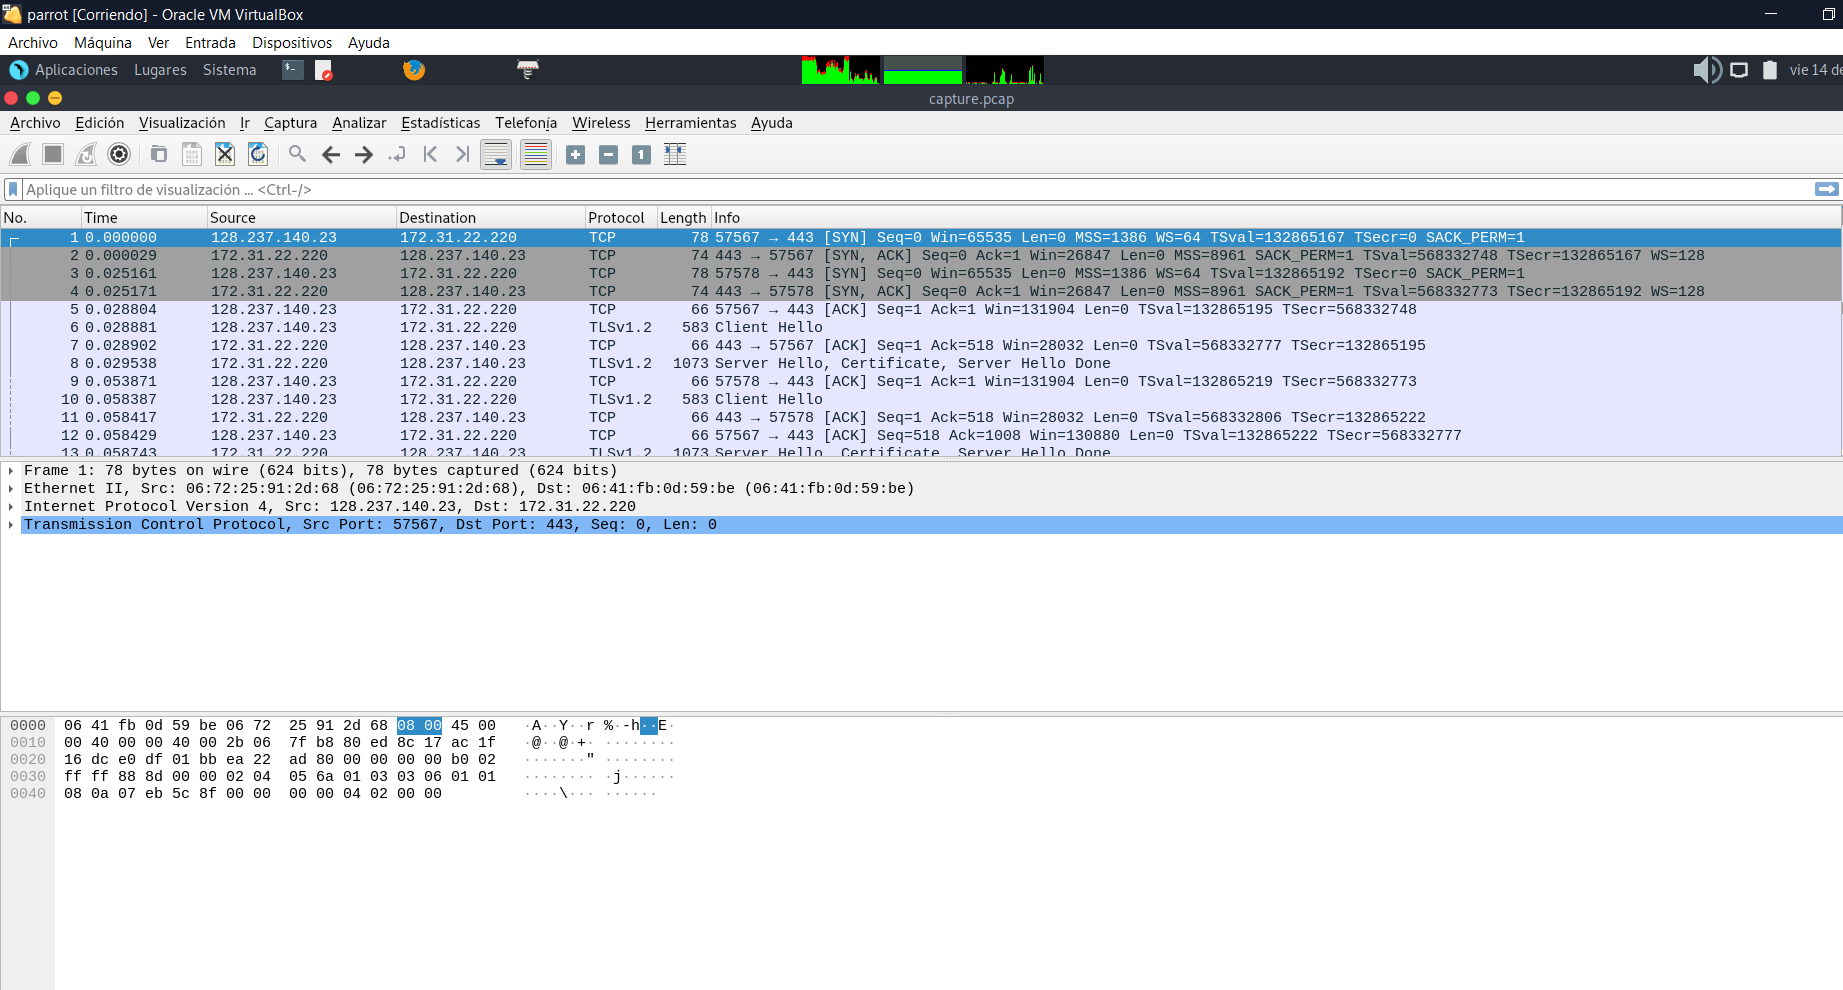 parrot [Corriendo] - Oracle VM VirtualBox
Archivo Máquina Ver Entrada Dispositivos Ayuda
Aplicaciones Lugares Sistema vie 14 de
capture.pcap
Archivo Edición Visualización Ir Captura Analizar Estadísticas Telefonía Wireless Herramientas Ayuda
Aplique un filtro de visualización ... <Ctrl-/>
No. Time Source Destination Protocol Length Info
1 0.000000 128.237.140.23 172.31.22.220 TCP 78 57567 → 443 [SYN] Seq=0 Win=65535 Len=0 MSS=1386 WS=64 TSval=132865167 TSecr=0 SACK_PERM=1
2 0.000029 172.31.22.220 128.237.140.23 TCP 74 443 → 57567 [SYN, ACK] Seq=0 Ack=1 Win=26847 Len=0 MSS=8961 SACK_PERM=1 TSval=568332748 TSecr=132865167 WS=128
3 0.025161 128.237.140.23 172.31.22.220 TCP 78 57578 → 443 [SYN] Seq=0 Win=65535 Len=0 MSS=1386 WS=64 TSval=132865192 TSecr=0 SACK_PERM=1
4 0.025171 172.31.22.220 128.237.140.23 TCP 74 443 → 57578 [SYN, ACK] Seq=0 Ack=1 Win=26847 Len=0 MSS=8961 SACK_PERM=1 TSval=568332773 TSecr=132865192 WS=128
5 0.028804 128.237.140.23 172.31.22.220 TCP 66 57567 → 443 [ACK] Seq=1 Ack=1 Win=131904 Len=0 TSval=132865195 TSecr=568332748
6 0.028881 128.237.140.23 172.31.22.220 TLSv1.2 583 Client Hello
7 0.028902 172.31.22.220 128.237.140.23 TCP 66 443 → 57567 [ACK] Seq=1 Ack=518 Win=28032 Len=0 TSval=568332777 TSecr=132865195
8 0.029538 172.31.22.220 128.237.140.23 TLSv1.2 1073 Server Hello, Certificate, Server Hello Done
9 0.053871 128.237.140.23 172.31.22.220 TCP 66 57578 → 443 [ACK] Seq=1 Ack=1 Win=131904 Len=0 TSval=132865219 TSecr=568332773
10 0.058387 128.237.140.23 172.31.22.220 TLSv1.2 583 Client Hello
11 0.058417 172.31.22.220 128.237.140.23 TCP 66 443 → 57578 [ACK] Seq=1 Ack=518 Win=28032 Len=0 TSval=568332806 TSecr=132865222
12 0.058429 128.237.140.23 172.31.22.220 TCP 66 57567 → 443 [ACK] Seq=518 Ack=1008 Win=130880 Len=0 TSval=132865222 TSecr=568332777
13 0.058743 172.31.22.220 128.237.140.23 TLSv1.2 1073 Server Hello, Certificate, Server Hello Done
Frame 1: 78 bytes on wire (624 bits), 78 bytes captured (624 bits)
Ethernet II, Src: 06:72:25:91:2d:68 (06:72:25:91:2d:68), Dst: 06:41:fb:0d:59:be (06:41:fb:0d:59:be)
Internet Protocol Version 4, Src: 128.237.140.23, Dst: 172.31.22.220
Transmission Control Protocol, Src Port: 57567, Dst Port: 443, Seq: 0, Len: 0
0000 06 41 fb 0d 59 be 06 72 25 91 2d 68 08 00 45 00 ·A··Y··r %·-h··E·
0010 00 40 00 00 40 00 2b 06 7f b8 80 ed 8c 17 ac 1f ·@··@·+· ········
0020 16 dc e0 df 01 bb ea 22 ad 80 00 00 00 00 b0 02 ·······" ········
0030 ff ff 88 8d 00 00 02 04 05 6a 01 03 03 06 01 01 ········ ·j······
0040 08 0a 07 eb 5c 8f 00 00 00 00 04 02 00 00 ····\··· ······